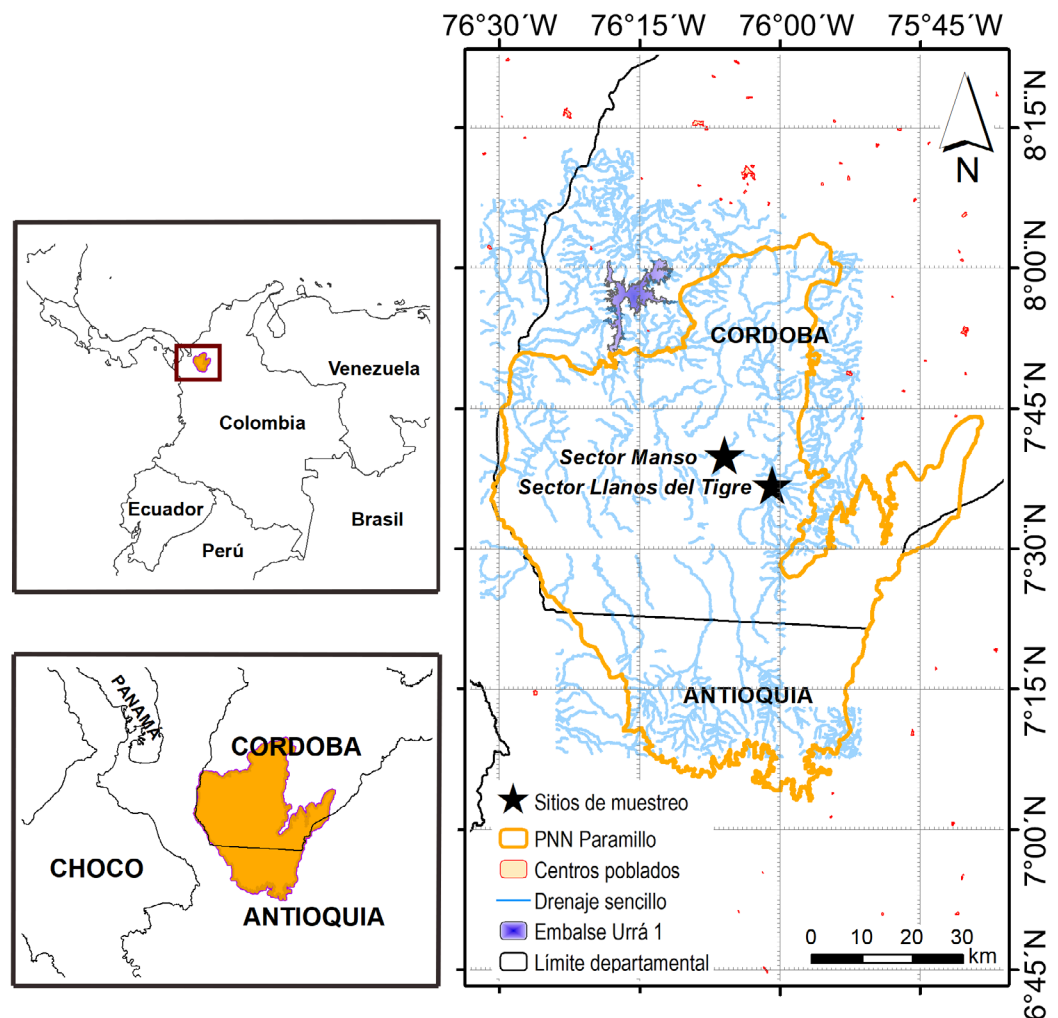 76°30´W 76°15´W 76°00´W 75°45´W
8°15¨N
8°0¨N
7°45´N
7°30´N
7°15´N
7°00´N
6°45´N
N
CORDOBA
Sector Manso
Sector Llanos del Tigre
ANTIOQUIA
Sitios de muestreo
PNN Paramillo
Centros poblados
Drenaje sencillo
Embalse Urrá 1
Límite departamental
0 10 20 30
km
Venezuela
Colombia
Ecuador
Perú
Brasil
PANAMÁ
CORDOBA
CHOCO
ANTIOQUIA